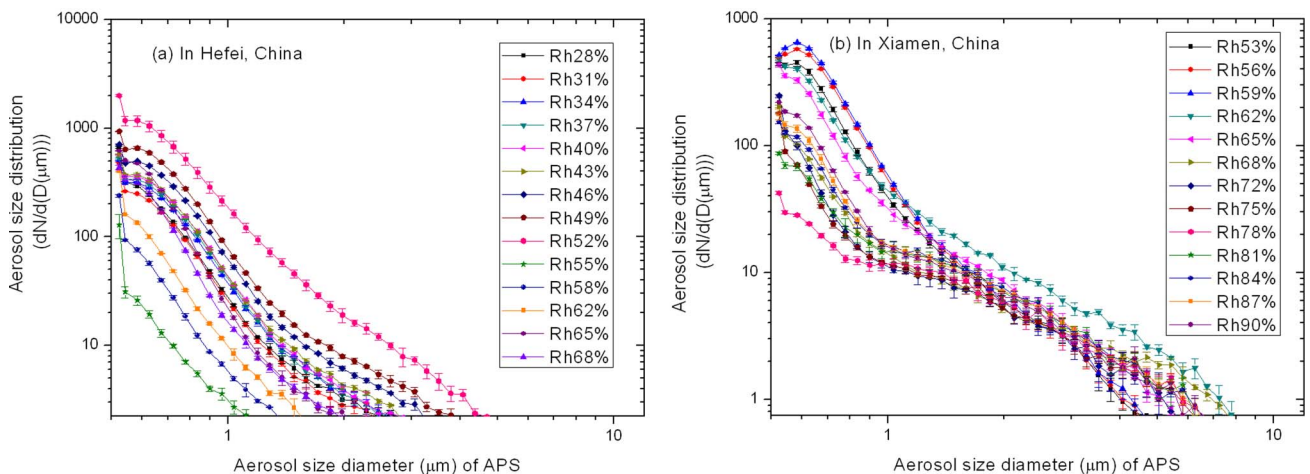 10000
1000
100
10
Aerosol size distribution
(dN/d(D(μm)))
(a) In Hefei, China
Rh28%
Rh31%
Rh34%
Rh37%
Rh40%
Rh43%
Rh46%
Rh49%
Rh52%
Rh55%
Rh58%
Rh62%
Rh65%
Rh68%
1
10
Aerosol size diameter (μm) of APS
1000
100
10
1
Aerosol size distribution
(dN/d(D(μm)))
(b) In Xiamen, China
Rh53%
Rh56%
Rh59%
Rh62%
Rh65%
Rh68%
Rh72%
Rh75%
Rh78%
Rh81%
Rh84%
Rh87%
Rh90%
1
10
Aerosol size diameter (μm) of APS